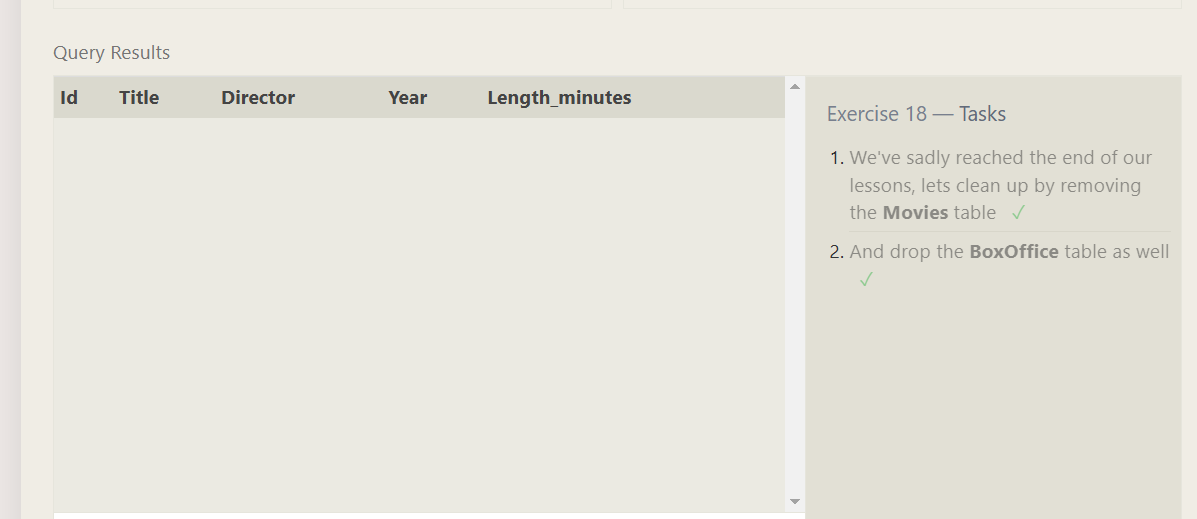 Query Results
Id Title Director Year Length_minutes
Exercise 18 — Tasks
1. We've sadly reached the end of our
lessons, lets clean up by removing
the Movies table ✓
2. And drop the BoxOffice table as well
✓